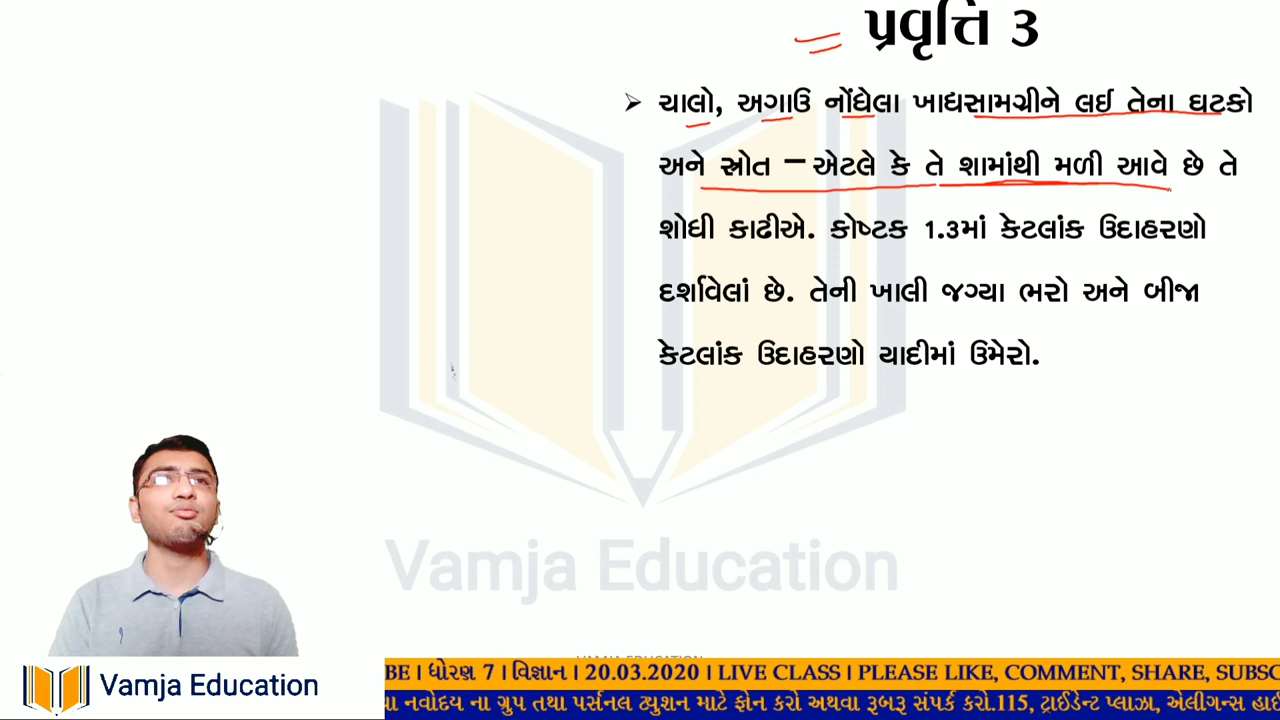 પ્રવૃત્તિ 3
➢ ચાલો, અગાઉ નોંધેલા ખાદ્યસામગ્રીને લઈ તેના ઘટકો
અને સ્રોત – એટલે કે તે શામાંથી મળી આવે છે તે
શોધી કાઢીએ. કોષ્ટક 1.3માં કેટલાંક ઉદાહરણો
દર્શાવેલાં છે. તેની ખાલી જગ્યા ભરો અને બીજા
કેટલાંક ઉદાહરણો યાદીમાં ઉમેરો.
Vamja Education
Vamja Education
BE | ધોરણ 7 | વિજ્ઞાન | 20.03.2020 | LIVE CLASS | PLEASE LIKE, COMMENT, SHARE, SUBSC
નવોદય ના ગ્રુપ તથા પર્સનલ ટ્યુશન માટે ફોન કરો અથવા રૂબરૂ સંપર્ક કરો.115, ટ્રાઈડેન્ટ પ્લાઝા, એલીગન્સ